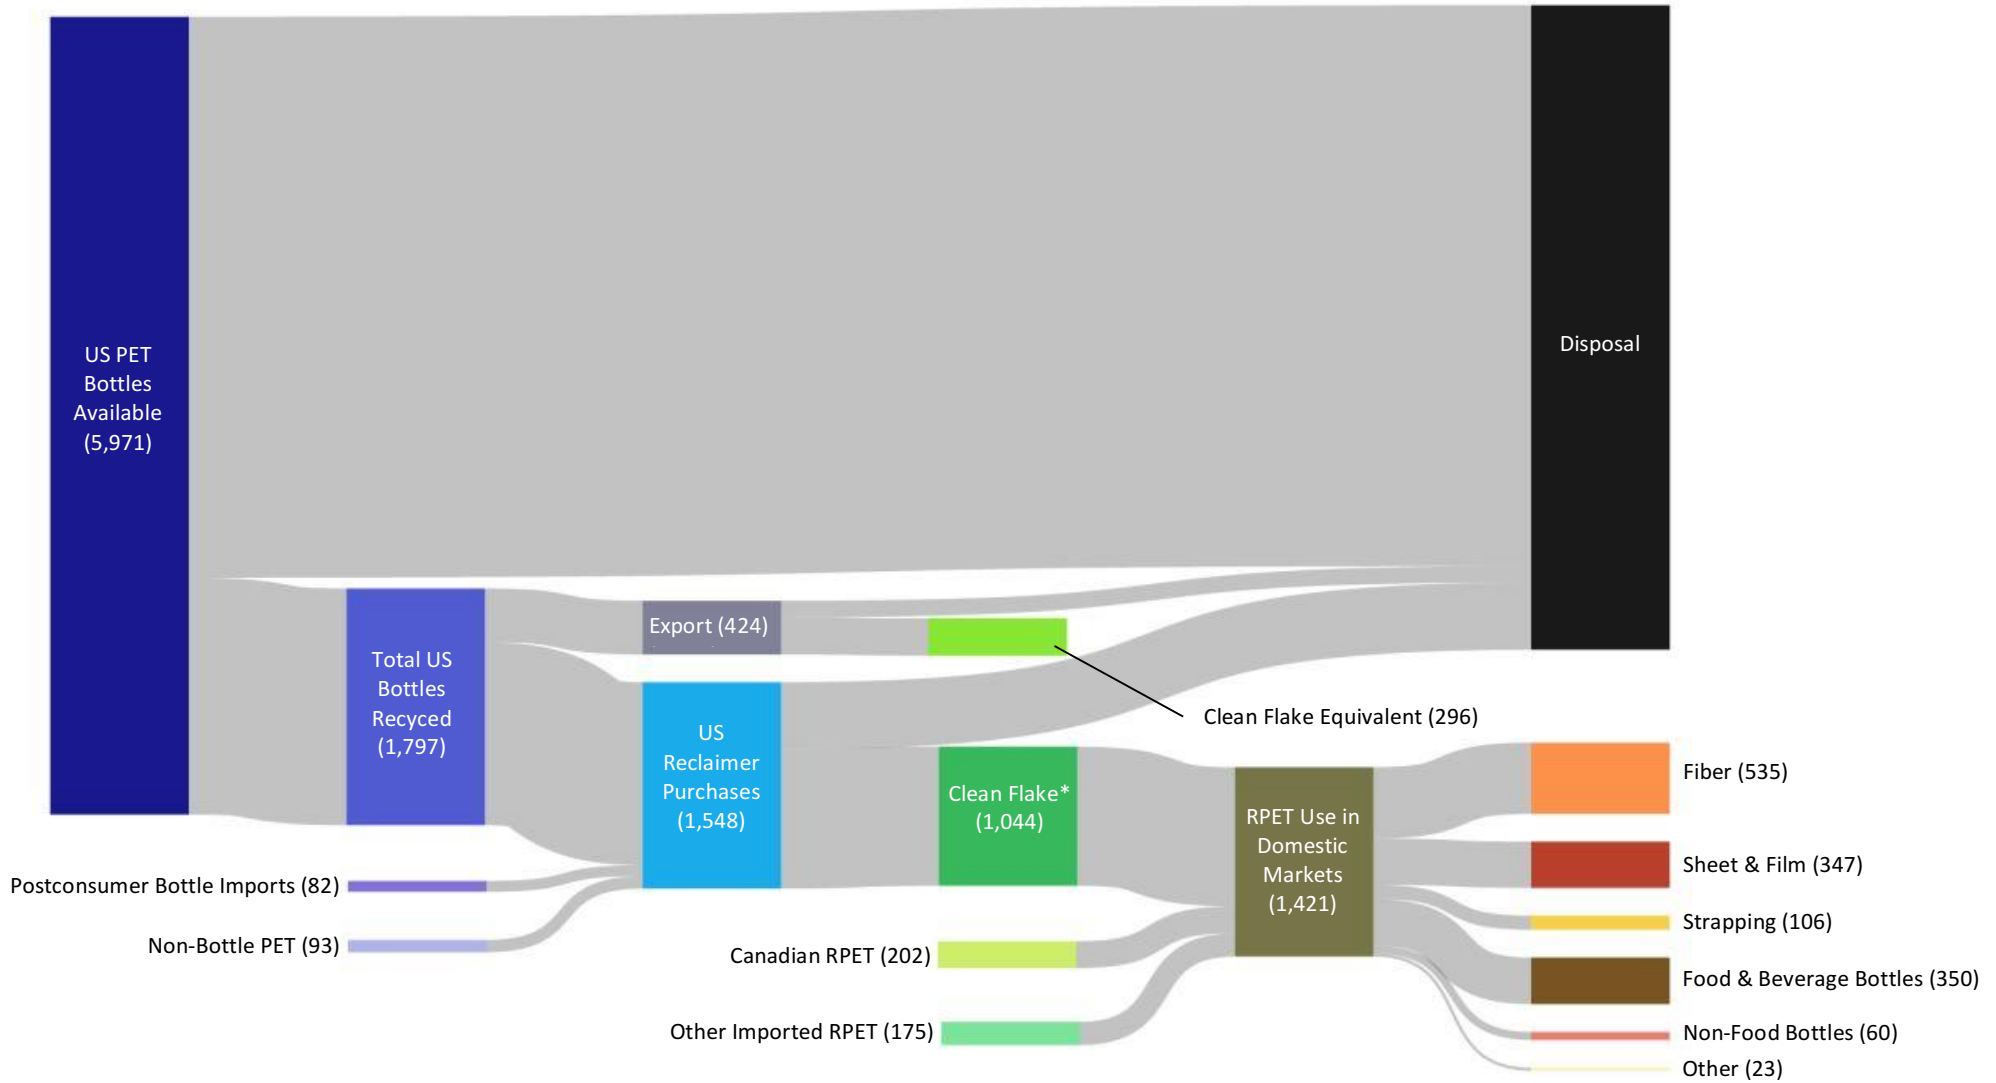 US PET
Bottles
Available
(5,971)
Disposal
Total US
Bottles
Recyced
(1,797)
Export (424)
Clean Flake Equivalent (296)
US
Reclaimer
Purchases
(1,548)
Clean Flake*
(1,044)
RPET Use in
Domestic
Markets
(1,421)
Postconsumer Bottle Imports (82)
Non-Bottle PET (93)
Canadian RPET (202)
Other Imported RPET (175)
Fiber (535)
Sheet & Film (347)
Strapping (106)
Food & Beverage Bottles (350)
Non-Food Bottles (60)
Other (23)